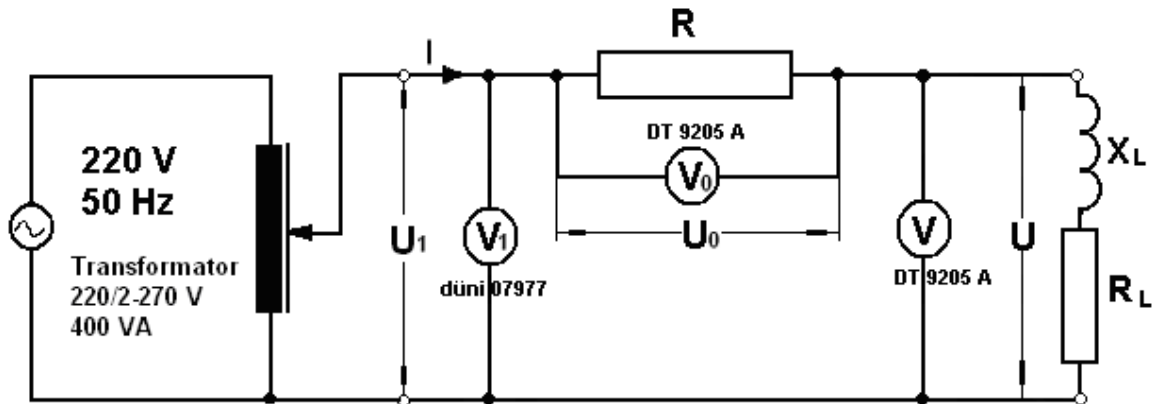 R
I
DT 9205 A
220 V
50 Hz
V0
XL
U1
V1
U0
V
U
Transformator
220/2-270 V
400 VA
düni 07977
DT 9205 A
RL